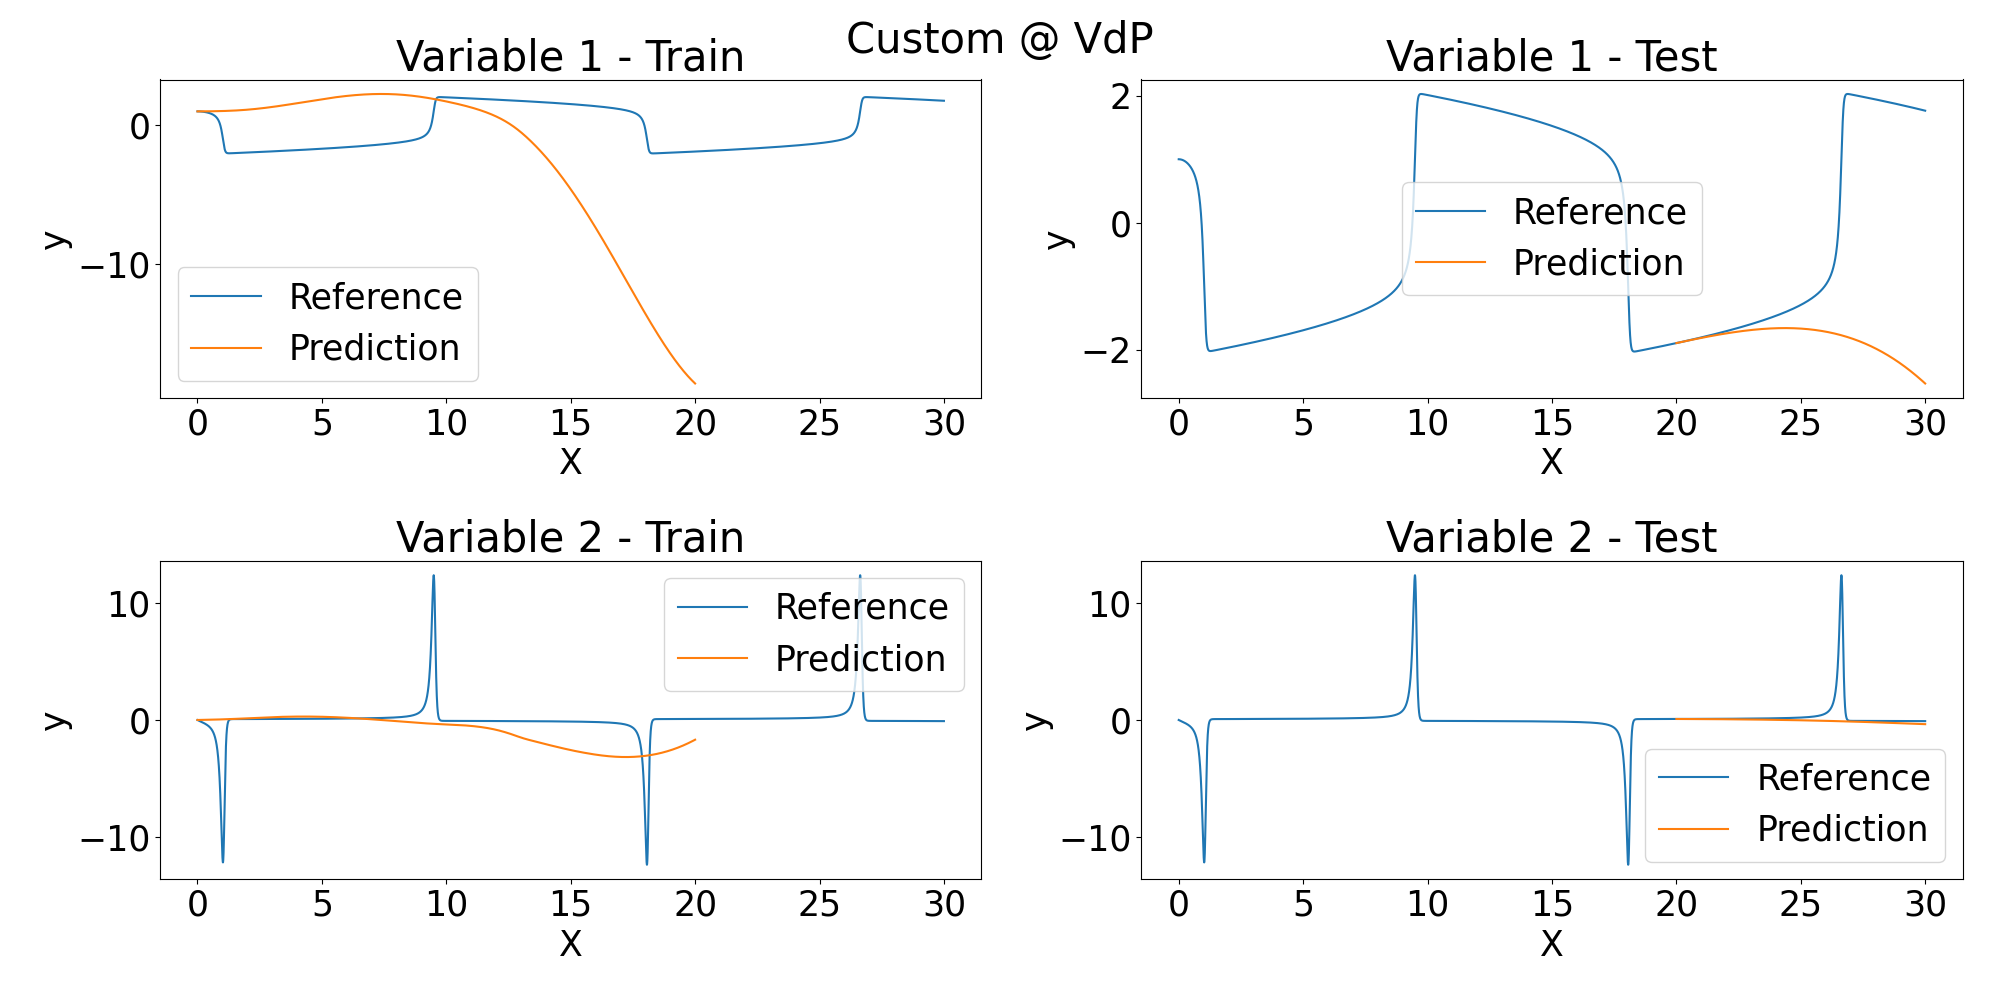 Custom @ VdP
Variable 1 - Train
y
0
−10
Reference
Prediction
0 5 10 15 20 25 30
X
Variable 1 - Test
y
2
0
−2
Reference
Prediction
0 5 10 15 20 25 30
X
Variable 2 - Train
y
10
0
−10
Reference
Prediction
0 5 10 15 20 25 30
X
Variable 2 - Test
y
10
0
−10
Reference
Prediction
0 5 10 15 20 25 30
X